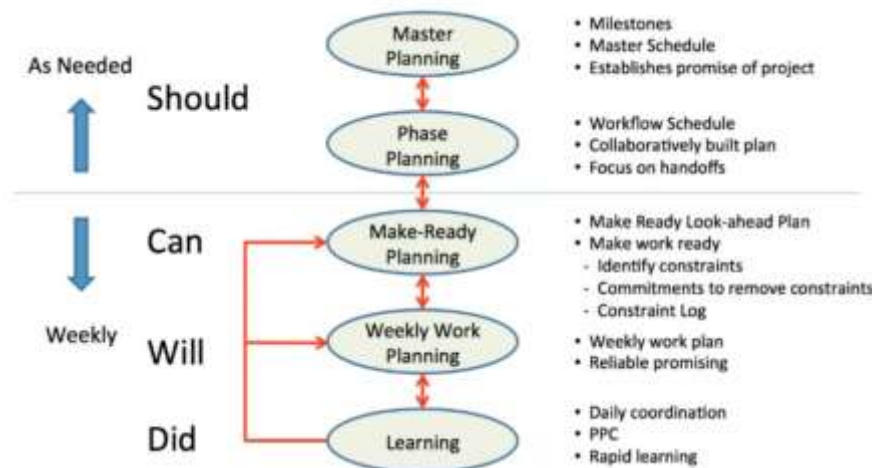 As Needed
Should
Master
Planning
• Milestones
• Master Schedule
• Establishes promise of project
Phase
Planning
• Workflow Schedule
• Collaboratively built plan
• Focus on handoffs
Can
Make-Ready
Planning
• Make Ready Look-ahead Plan
• Make work ready
- Identify constraints
- Commitments to remove constraints
- Constraint Log
Weekly
Will
Weekly Work
Planning
• Weekly work plan
• Reliable promising
Did
Learning
• Daily coordination
• PPC
• Rapid learning